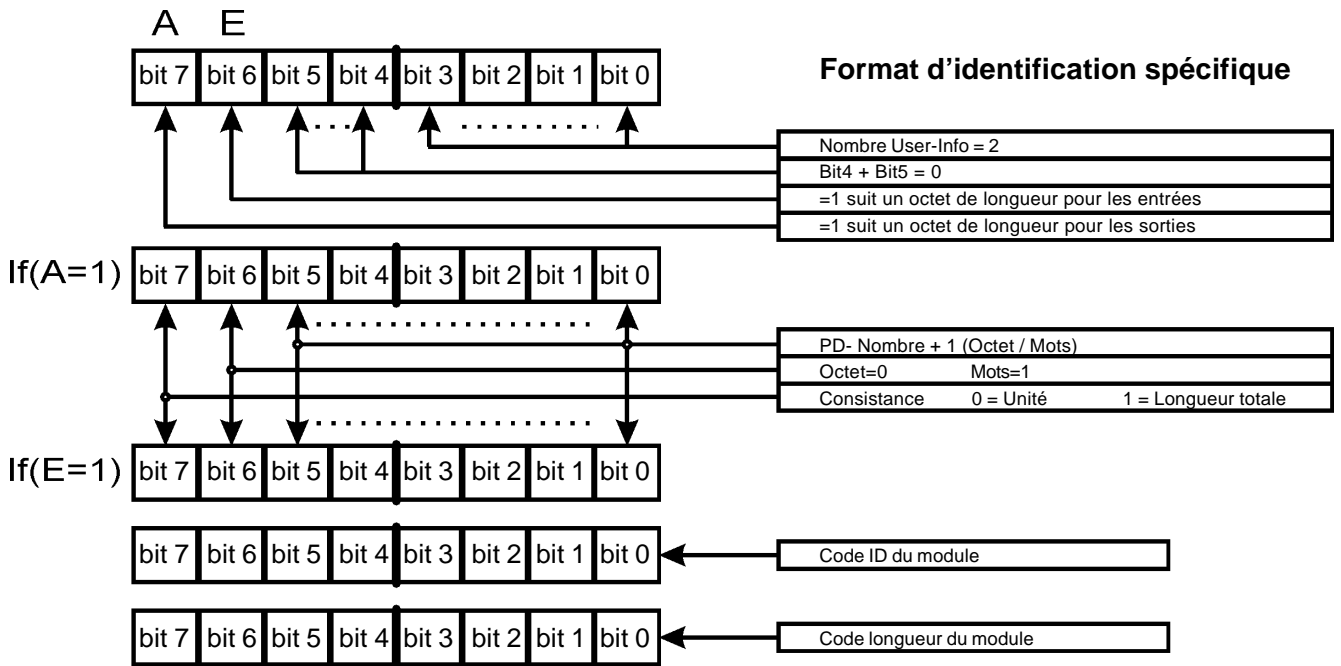 A E
bit 7 bit 6 bit 5 bit 4 bit 3 bit 2 bit 1 bit 0
Format d'identification spécifique
Nombre User-Info = 2
Bit4 + Bit5 = 0
=1 suit un octet de longueur pour les entrées
=1 suit un octet de longueur pour les sorties
If(A=1) bit 7 bit 6 bit 5 bit 4 bit 3 bit 2 bit 1 bit 0
PD- Nombre + 1 (Octet / Mots)
Octet=0 Mots=1
Consistance 0 = Unité 1 = Longueur totale
If(E=1) bit 7 bit 6 bit 5 bit 4 bit 3 bit 2 bit 1 bit 0
bit 7 bit 6 bit 5 bit 4 bit 3 bit 2 bit 1 bit 0 Code ID du module
bit 7 bit 6 bit 5 bit 4 bit 3 bit 2 bit 1 bit 0 Code longueur du module